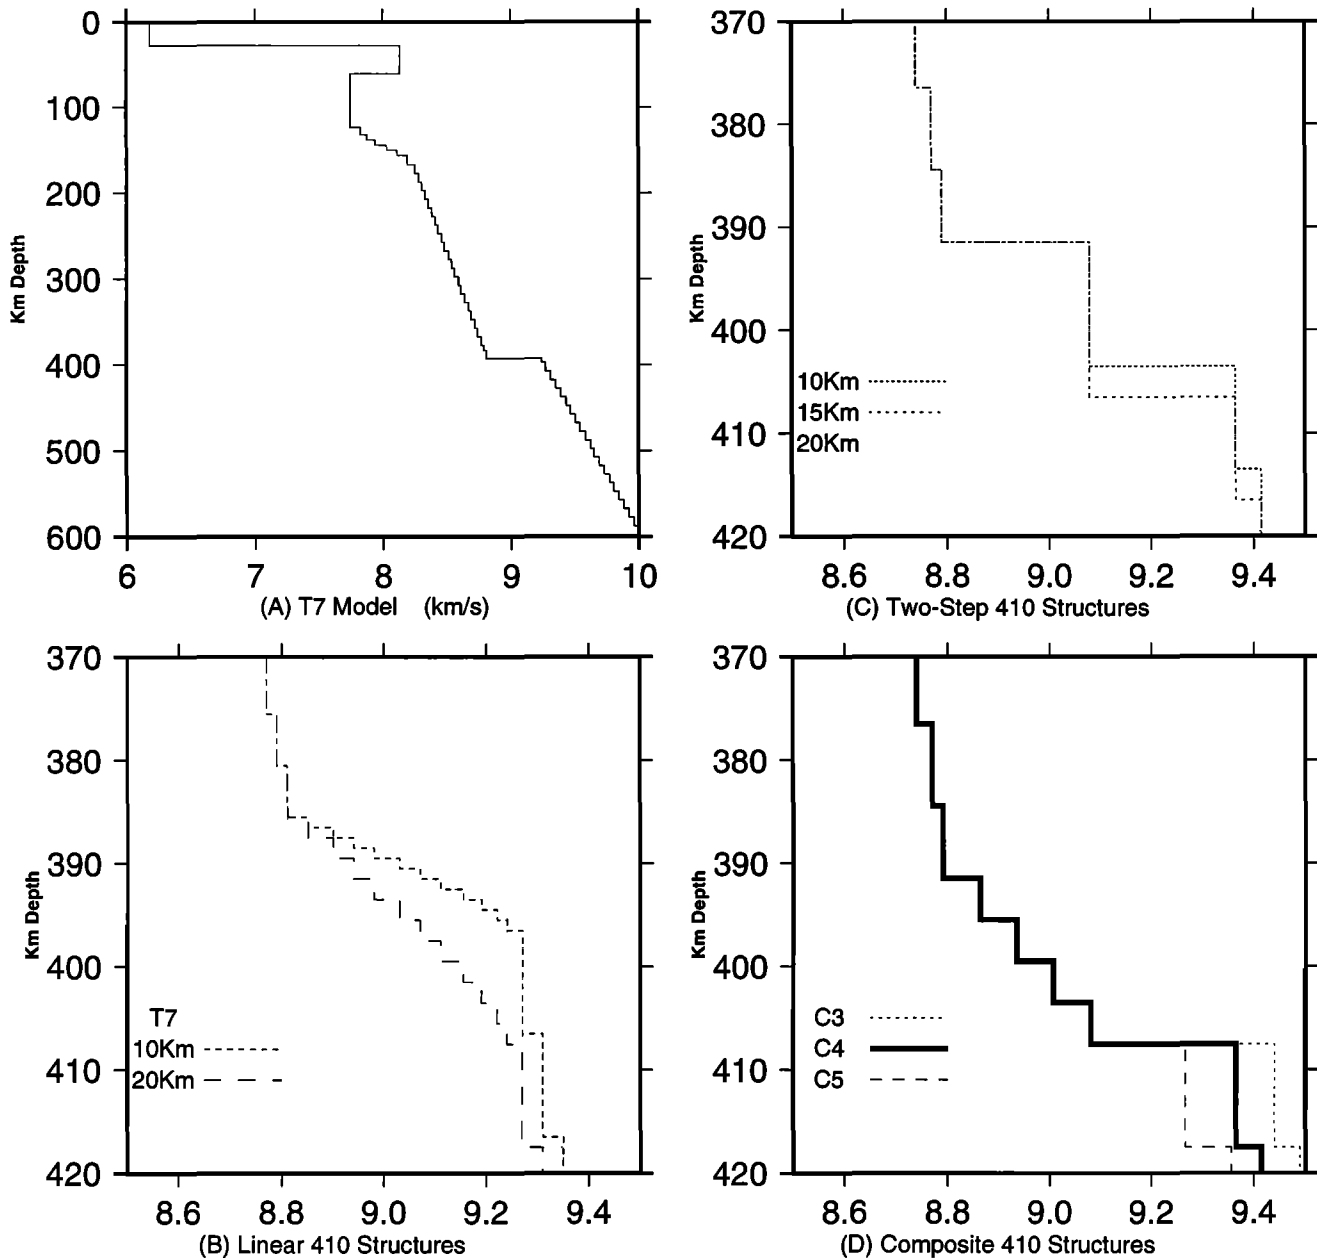 0
100
200
300
400
500
600
Km Depth
6 7 8 9 10
(A) T7 Model (km/s)
370
380
390
400
410
420
Km Depth
10Km
15Km
20Km
8.6 8.8 9.0 9.2 9.4
(C) Two-Step 410 Structures
370
380
390
400
410
420
Km Depth
T7
10Km
20Km
8.6 8.8 9.0 9.2 9.4
(B) Linear 410 Structures
370
380
390
400
410
420
Km Depth
C3
C4
C5
8.6 8.8 9.0 9.2 9.4
(D) Composite 410 Structures